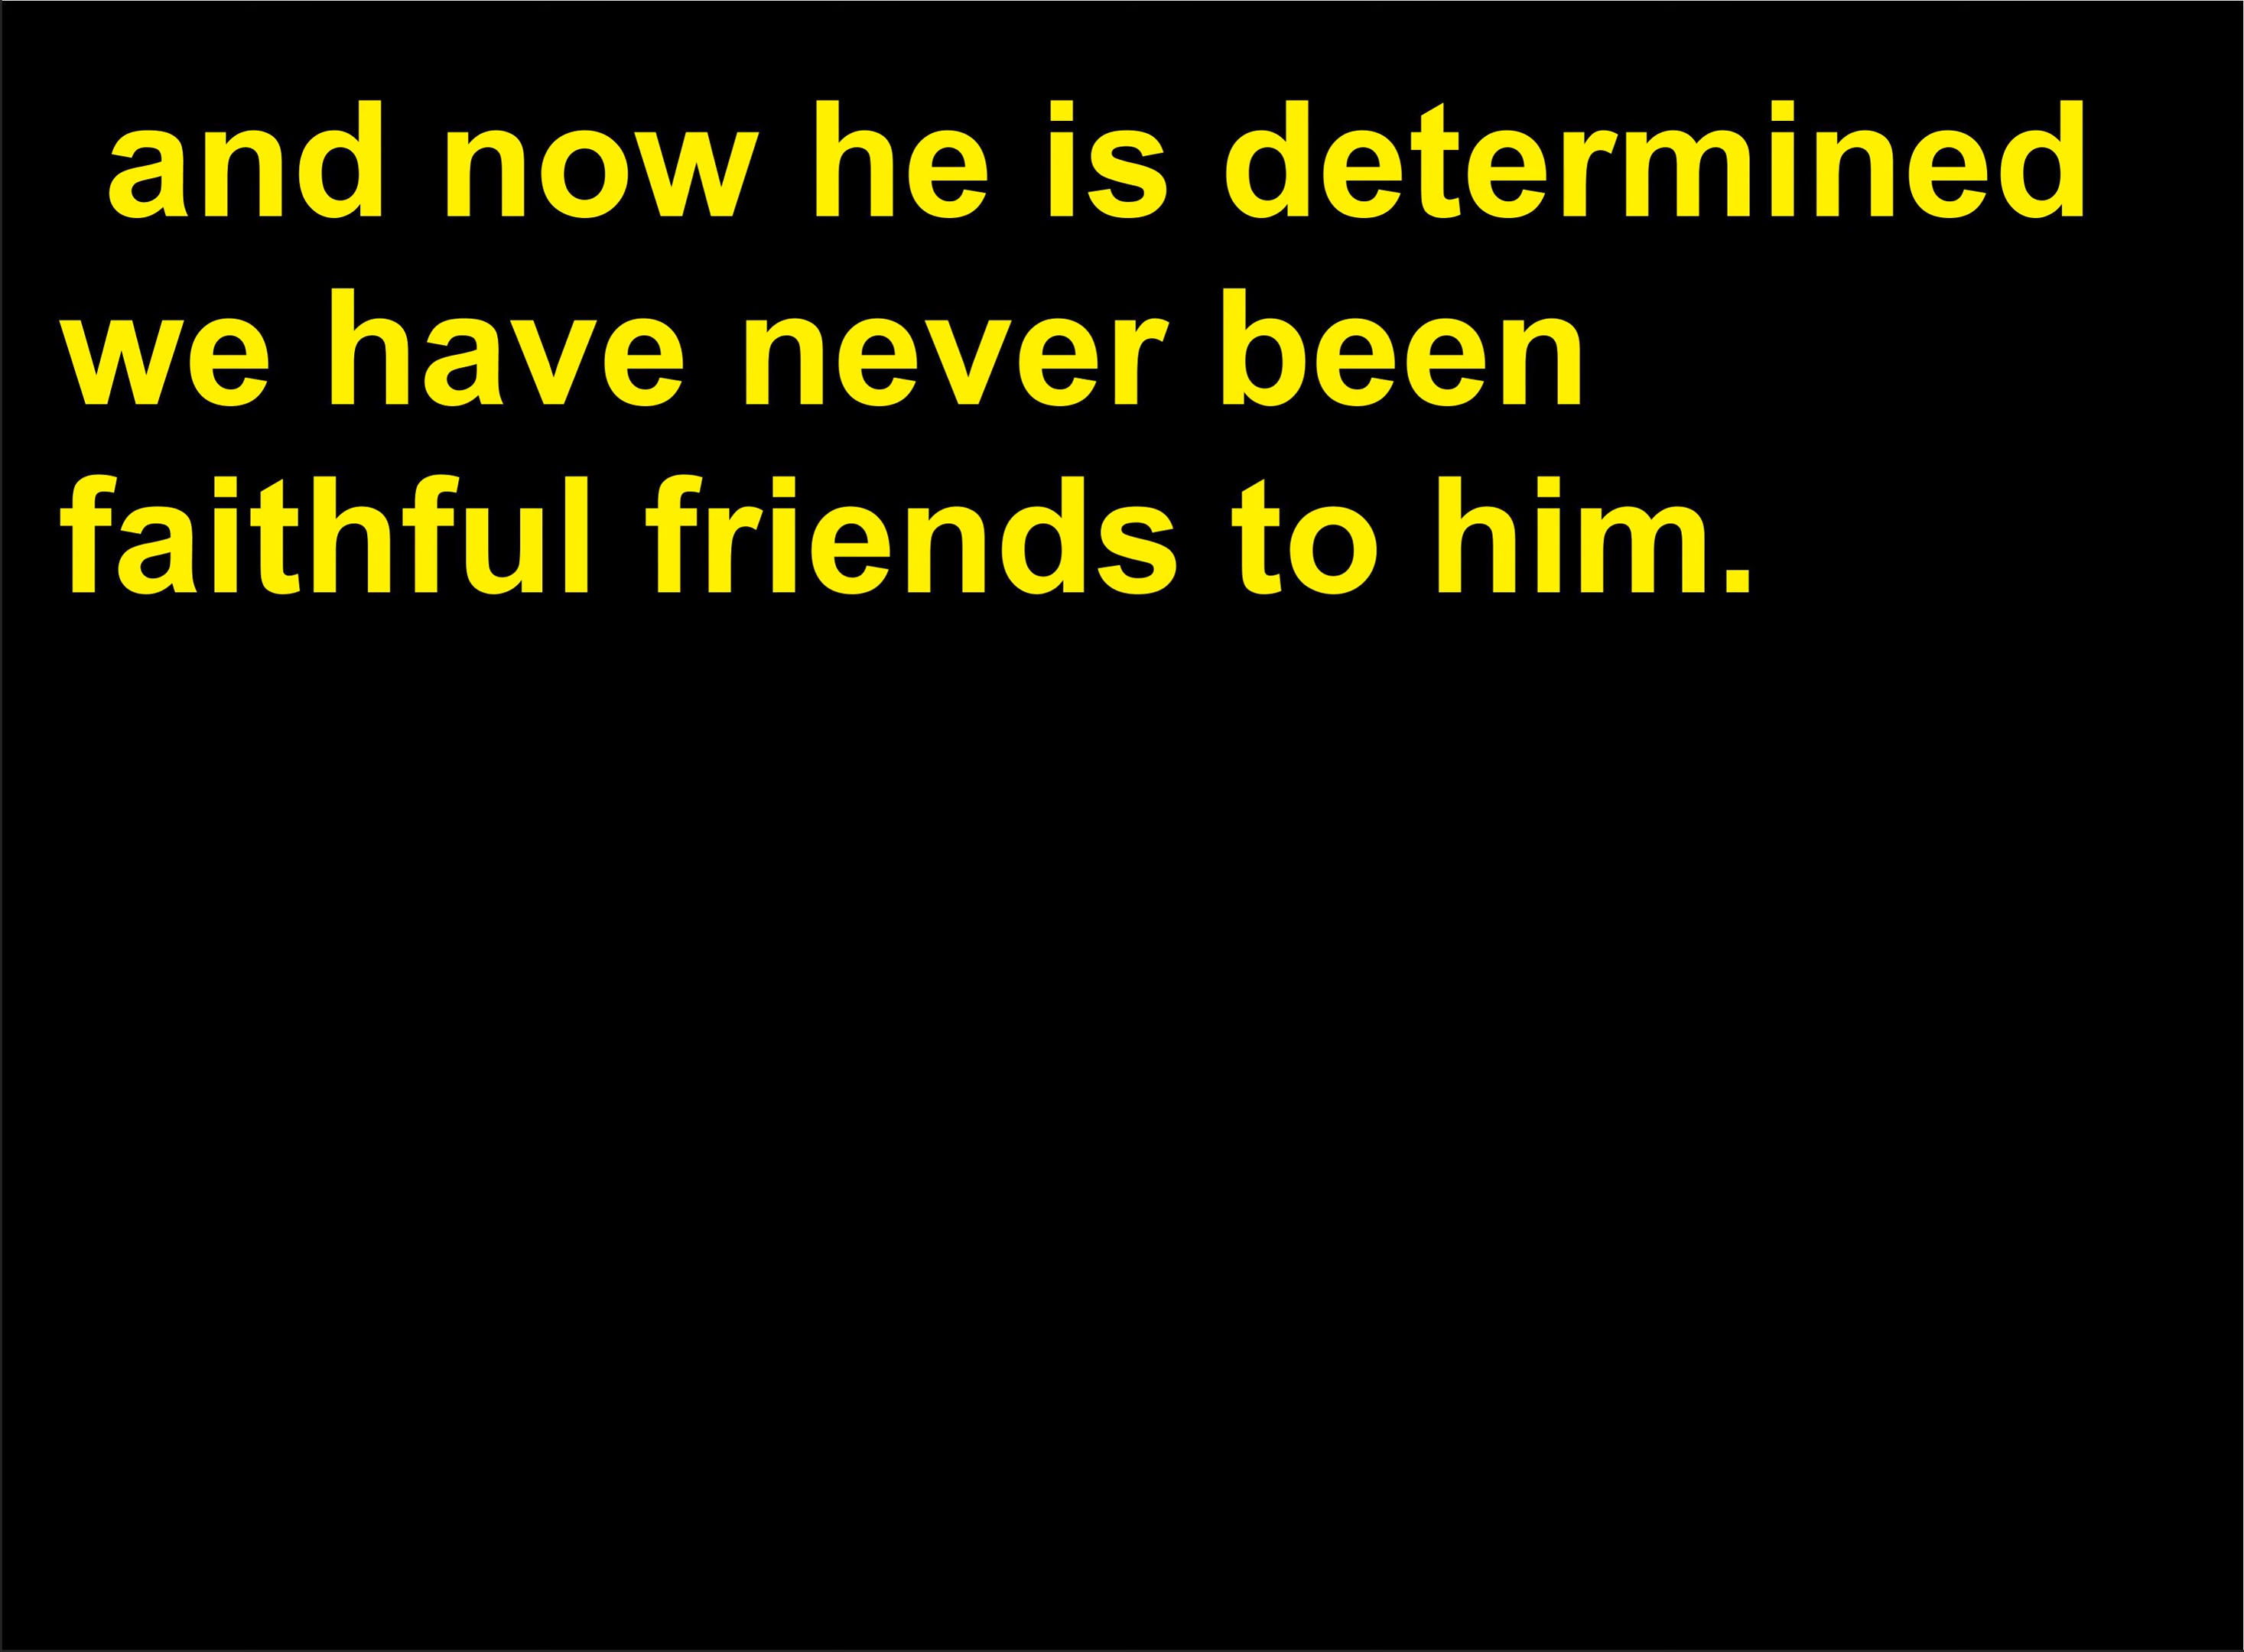 and now he is determined
we have never been
faithful friends to him.